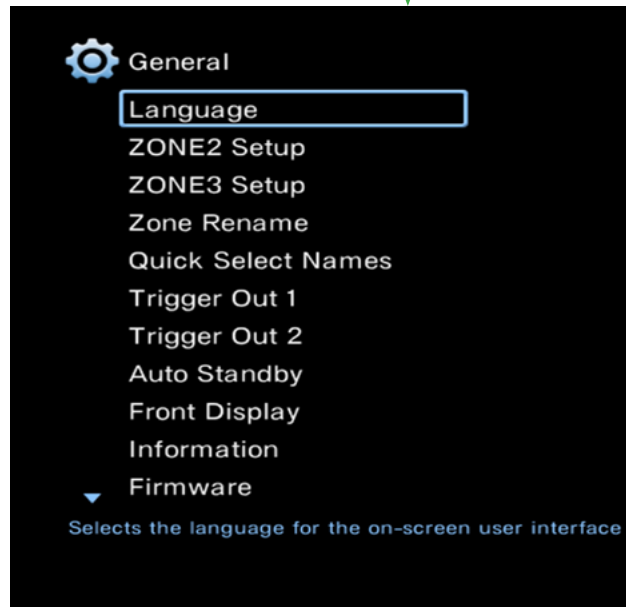 General
Language
ZONE2 Setup
ZONE3 Setup
Zone Rename
Quick Select Names
Trigger Out 1
Trigger Out 2
Auto Standby
Front Display
Information
Firmware
Selects the language for the on-screen user interface